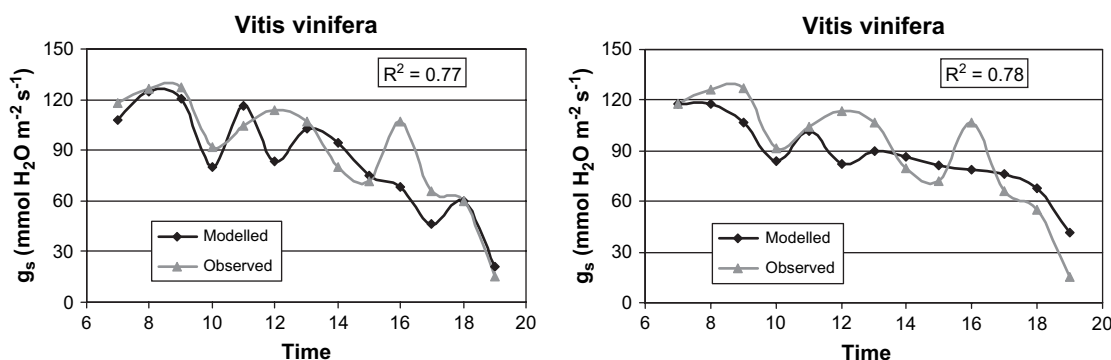 Vitis vinifera
150
120
90
60
30
0
g_s (mmol H₂O m⁻² s⁻¹)
R² = 0.77
Modelled
Observed
6 8 10 12 14 16 18 20
Time
Vitis vinifera
150
120
90
60
30
0
g_s (mmol H₂O m⁻² s⁻¹)
R² = 0.78
Modelled
Observed
6 8 10 12 14 16 18 20
Time